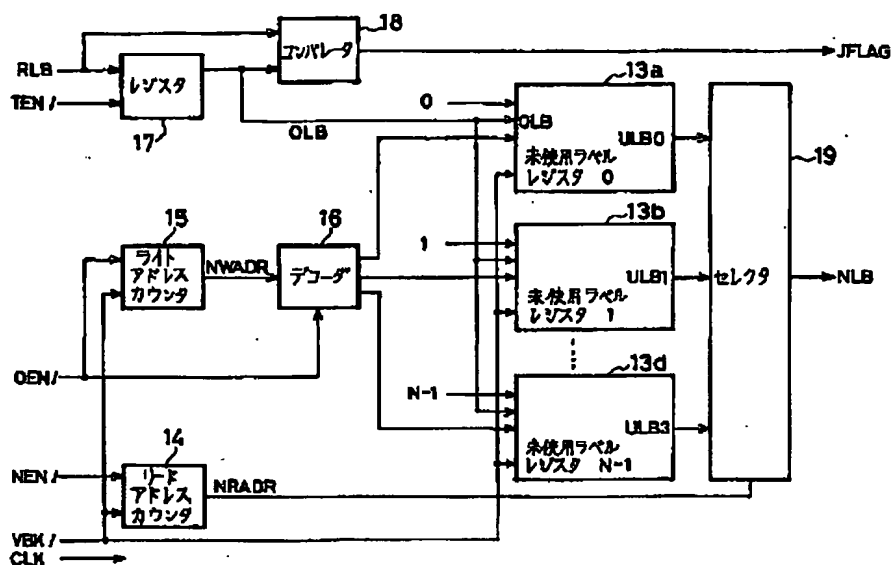 18
コンパレータ
JFLAG
RLB
TEN/
レジスタ
17
OLB
13a
0
OLB
ULB0
未使用ラベル
レジスタ 0
19
セレクタ
NLB
15
ライト
アドレス
カウンタ
NWADR
16
デコーダ
13b
1
ULB1
未使用ラベル
レジスタ 1
OEN/
13d
N-1
ULB3
未使用ラベル
レジスタ N-1
14
NEN/
リード
アドレス
カウンタ
NRADR
VBK/
CLK